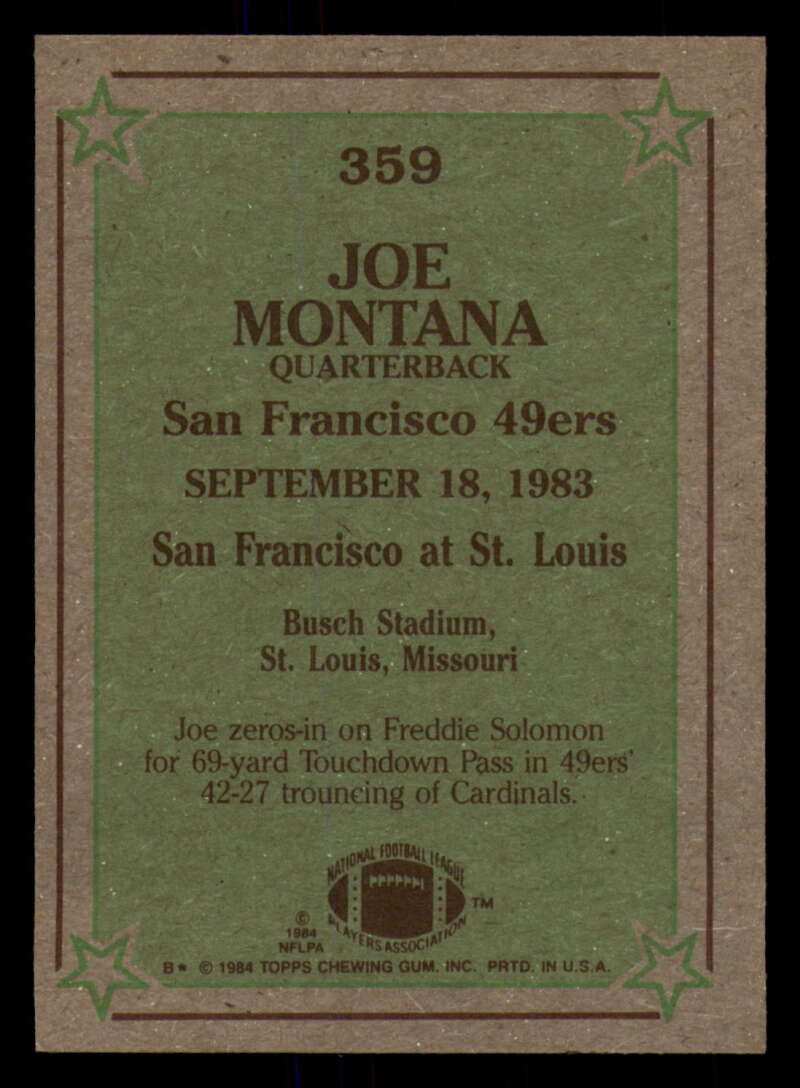 359
JOE
MONTANA
QUARTERBACK
San Francisco 49ers
SEPTEMBER 18, 1983
San Francisco at St. Louis
Busch Stadium,
St. Louis, Missouri
Joe zeros-in on Freddie Solomon
for 69-yard Touchdown Pass in 49ers'
42-27 trouncing of Cardinals.
NATIONAL FOOTBALL LEAGUE
PLAYERS ASSOCIATION
TM
©
1984
NFLPA
B* © 1984 TOPPS CHEWING GUM. INC. PRTD. IN U.S.A.